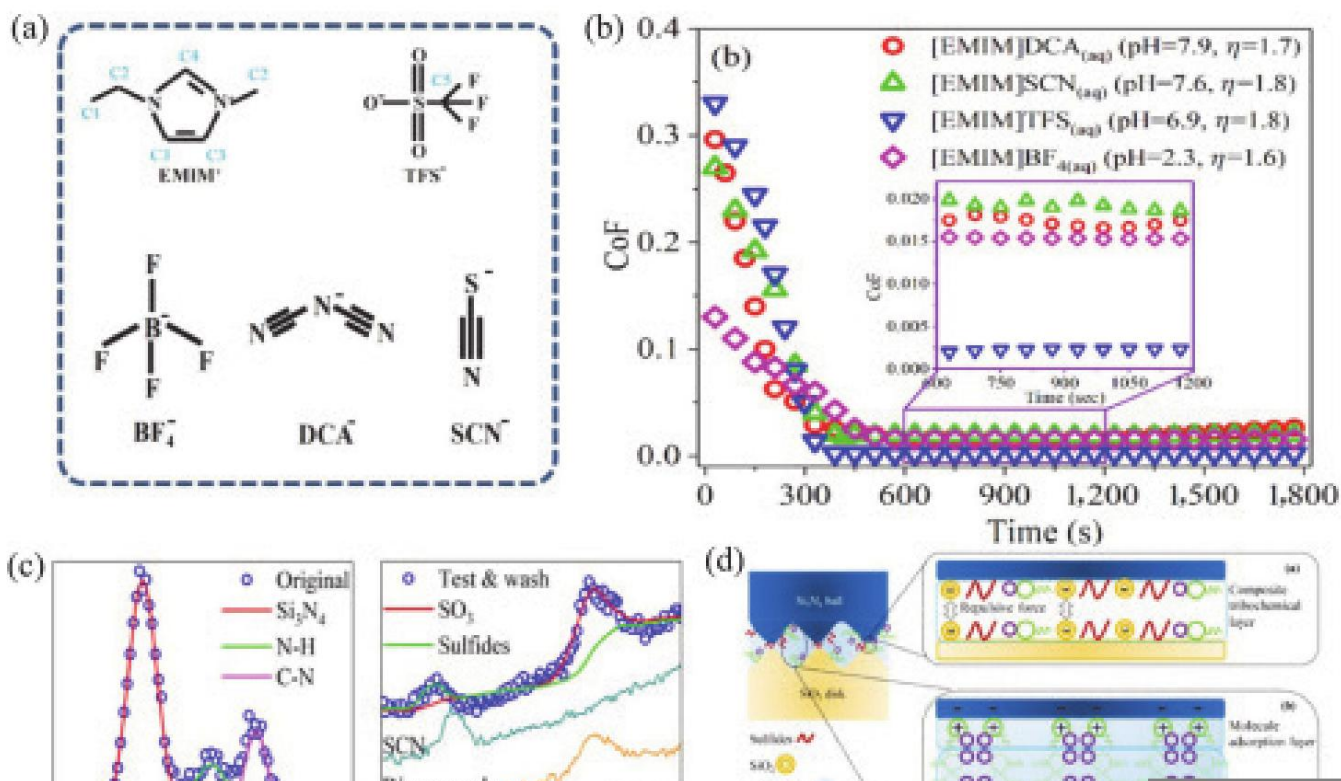 (a)
C4
C2
C2
N
N
C1
C3
C3
EMIM⁺
O
C5
F
O⁻
S
F
F
O
TFS⁻
F
B⁻
F
F
F
BF₄⁻
N
N⁻
N
DCA⁻
S⁻
N
SCN⁻
(b)
(b)
[EMIM]DCA(aq) (pH=7.9, η=1.7)
[EMIM]SCN(aq) (pH=7.6, η=1.8)
[EMIM]TFS(aq) (pH=6.9, η=1.8)
[EMIM]BF4(aq) (pH=2.3, η=1.6)
0.4
0.3
0.2
0.1
0.0
CoF
0.020
0.015
0.010
0.005
0.000
CoF
600 750 900 1050 1200
Time (sec)
0 300 600 900 1,200 1,500 1,800
Time (s)
(c)
Original
Si₃N₄
N-H
C-N
Test & wash
SO₃
Sulfides
SCN
(d)
Si₃N₄ ball
SiO₂ disk
Sulfides
SiO₂
(a)
Composite
tribochemical
layer
Repulsive force
(b)
Molecule
adsorption layer